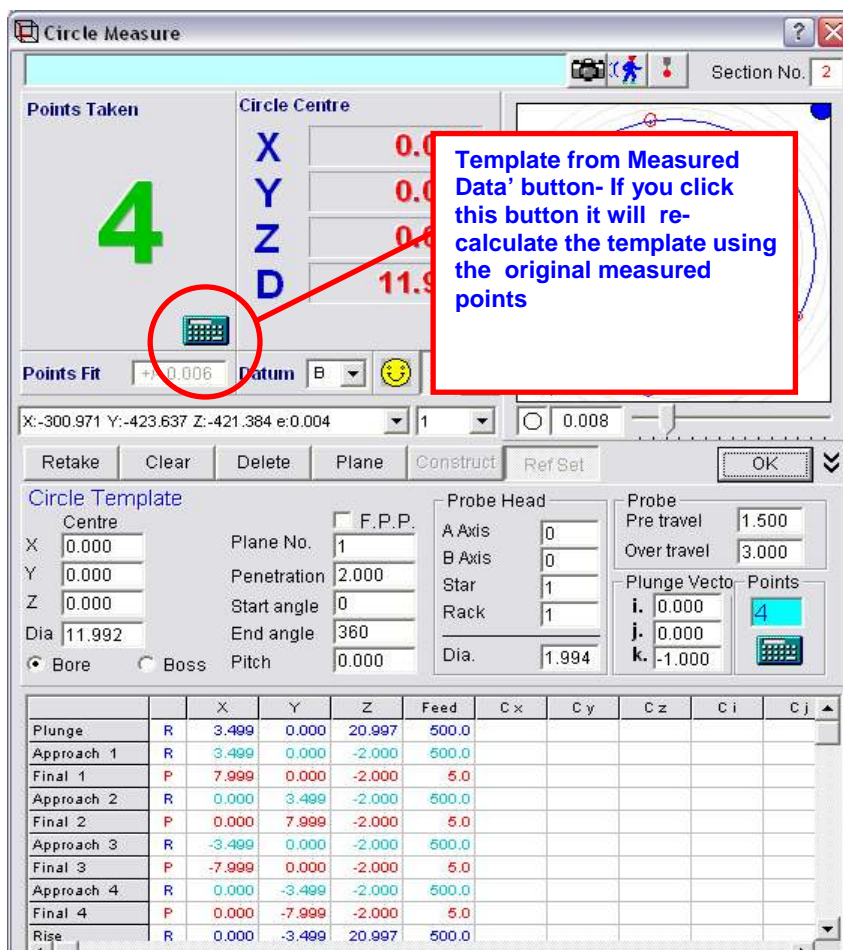 Circle Measure
Section No. 2
Points Taken
4
Circle Centre
X 0.0
Y 0.0
Z 0.0
D 11.9
Template from Measured
Data' button- If you click
this button it will re-
calculate the template using
the original measured
points
Points Fit +/- 0.006 Datum B
X:-300.971 Y:-423.637 Z:-421.384 e:0.004 1 0.008
Retake Clear Delete Plane Construct Ref Set OK
Circle Template
Centre
X 0.000
Y 0.000
Z 0.000
Dia 11.992
Bore Boss
F.P.P.
Plane No. 1
Penetration 2.000
Start angle 0
End angle 360
Pitch 0.000
Probe Head
A Axis 0
B Axis 0
Star 1
Rack 1
Dia. 1.994
Probe
Pre travel 1.500
Over travel 3.000
Plunge Vecto
i. 0.000
j. 0.000
k. -1.000
Points
4
X Y Z Feed Cx Cy Cz Ci Cj
Plunge R 3.499 0.000 20.997 500.0
Approach 1 R 3.499 0.000 -2.000 500.0
Final 1 P 7.999 0.000 -2.000 5.0
Approach 2 R 0.000 3.499 -2.000 500.0
Final 2 P 0.000 7.999 -2.000 5.0
Approach 3 R -3.499 0.000 -2.000 500.0
Final 3 P -7.999 0.000 -2.000 5.0
Approach 4 R 0.000 -3.499 -2.000 500.0
Final 4 P 0.000 -7.999 -2.000 5.0
Rise R 0.000 -3.499 20.997 500.0